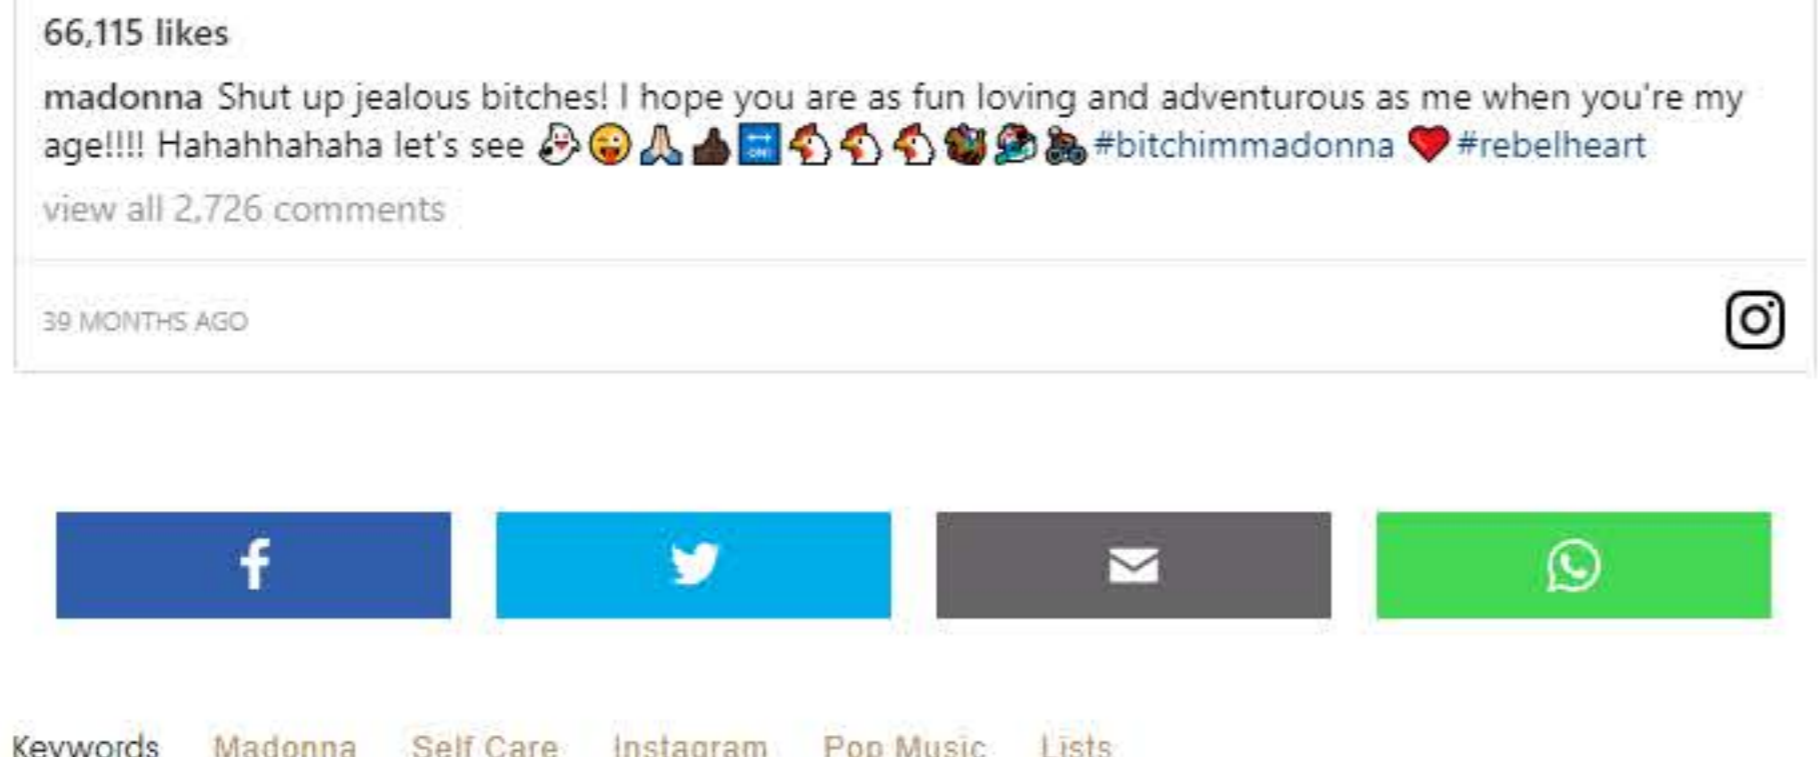 66,115 likes
madonna Shut up jealous bitches! I hope you are as fun loving and adventurous as me when you're my
age!!!! Hahahhahaha let's see 👻😜🙏🏼👍🏿🔛🐔🐔🐔🏇🏂🚴🏾 #bitchimmadonna ❤️ #rebelheart
view all 2,726 comments
39 MONTHS AGO
Keywords Madonna Self Care Instagram Pop Music Lists